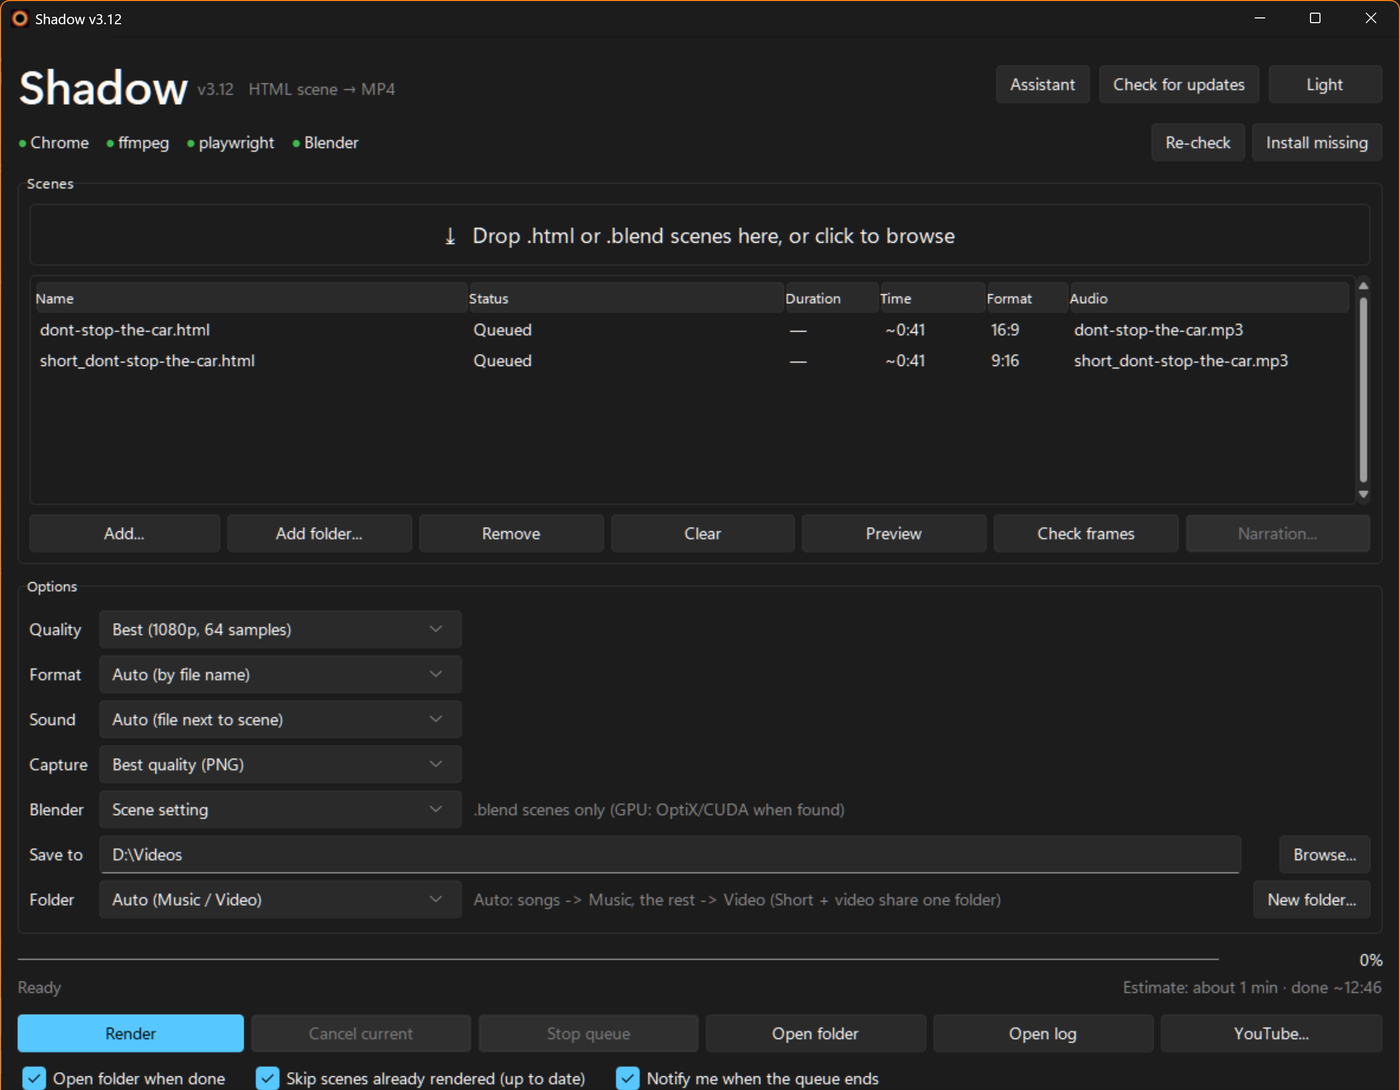 Shadow v3.12
Shadow v3.12 HTML scene → MP4 Assistant Check for updates Light
Chrome ffmpeg playwright Blender Re-check Install missing
Scenes
Drop .html or .blend scenes here, or click to browse
Name Status Duration Time Format Audio
dont-stop-the-car.html Queued — ~0:41 16:9 dont-stop-the-car.mp3
short_dont-stop-the-car.html Queued — ~0:41 9:16 short_dont-stop-the-car.mp3
Add... Add folder... Remove Clear Preview Check frames Narration...
Options
Quality Best (1080p, 64 samples)
Format Auto (by file name)
Sound Auto (file next to scene)
Capture Best quality (PNG)
Blender Scene setting .blend scenes only (GPU: OptiX/CUDA when found)
Save to D:\Videos Browse...
Folder Auto (Music / Video) Auto: songs -> Music, the rest -> Video (Short + video share one folder) New folder...
0%
Ready Estimate: about 1 min · done ~12:46
Render Cancel current Stop queue Open folder Open log YouTube...
Open folder when done Skip scenes already rendered (up to date) Notify me when the queue ends